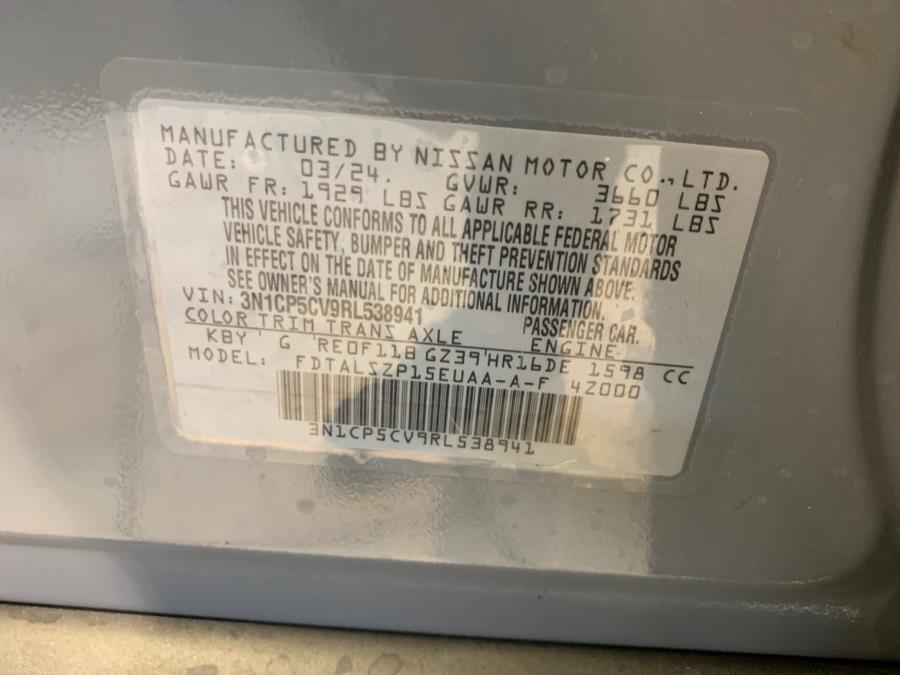 MANUFACTURED BY NISSAN MOTOR CO., LTD.
DATE: 03/24. GVWR: 3660 LBS
GAWR FR: 1929 LBS GAWR RR: 1731 LBS
THIS VEHICLE CONFORMS TO ALL APPLICABLE FEDERAL MOTOR
VEHICLE SAFETY, BUMPER AND THEFT PREVENTION STANDARDS
IN EFFECT ON THE DATE OF MANUFACTURE SHOWN ABOVE.
SEE OWNER'S MANUAL FOR ADDITIONAL INFORMATION.
VIN: 3N1CP5CV9RL538941 PASSENGER CAR.
COLOR TRIM TRANS AXLE ENGINE
KBY G RE0F11B GZ39 HR16DE 1598 CC
MODEL: FDTALSZP15EUAA-A-F 4Z000
3N1CP5CV9RL538941